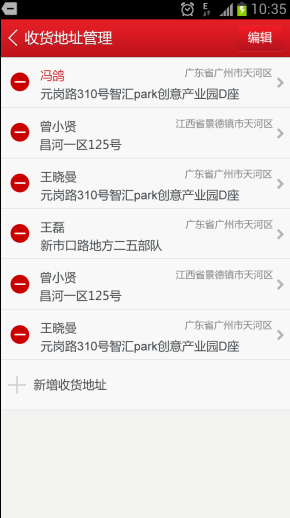 10:35
收货地址管理 编辑
冯鸽 广东省广州市天河区
元岗路310号智汇park创意产业园D座
曾小贤 江西省景德镇市天河区
昌河一区125号
王晓曼 广东省广州市天河区
元岗路310号智汇park创意产业园D座
王磊 广东省广州市天河区
新市口路地方二五部队
曾小贤 江西省景德镇市天河区
昌河一区125号
王晓曼 广东省广州市天河区
元岗路310号智汇park创意产业园D座
新增收货地址